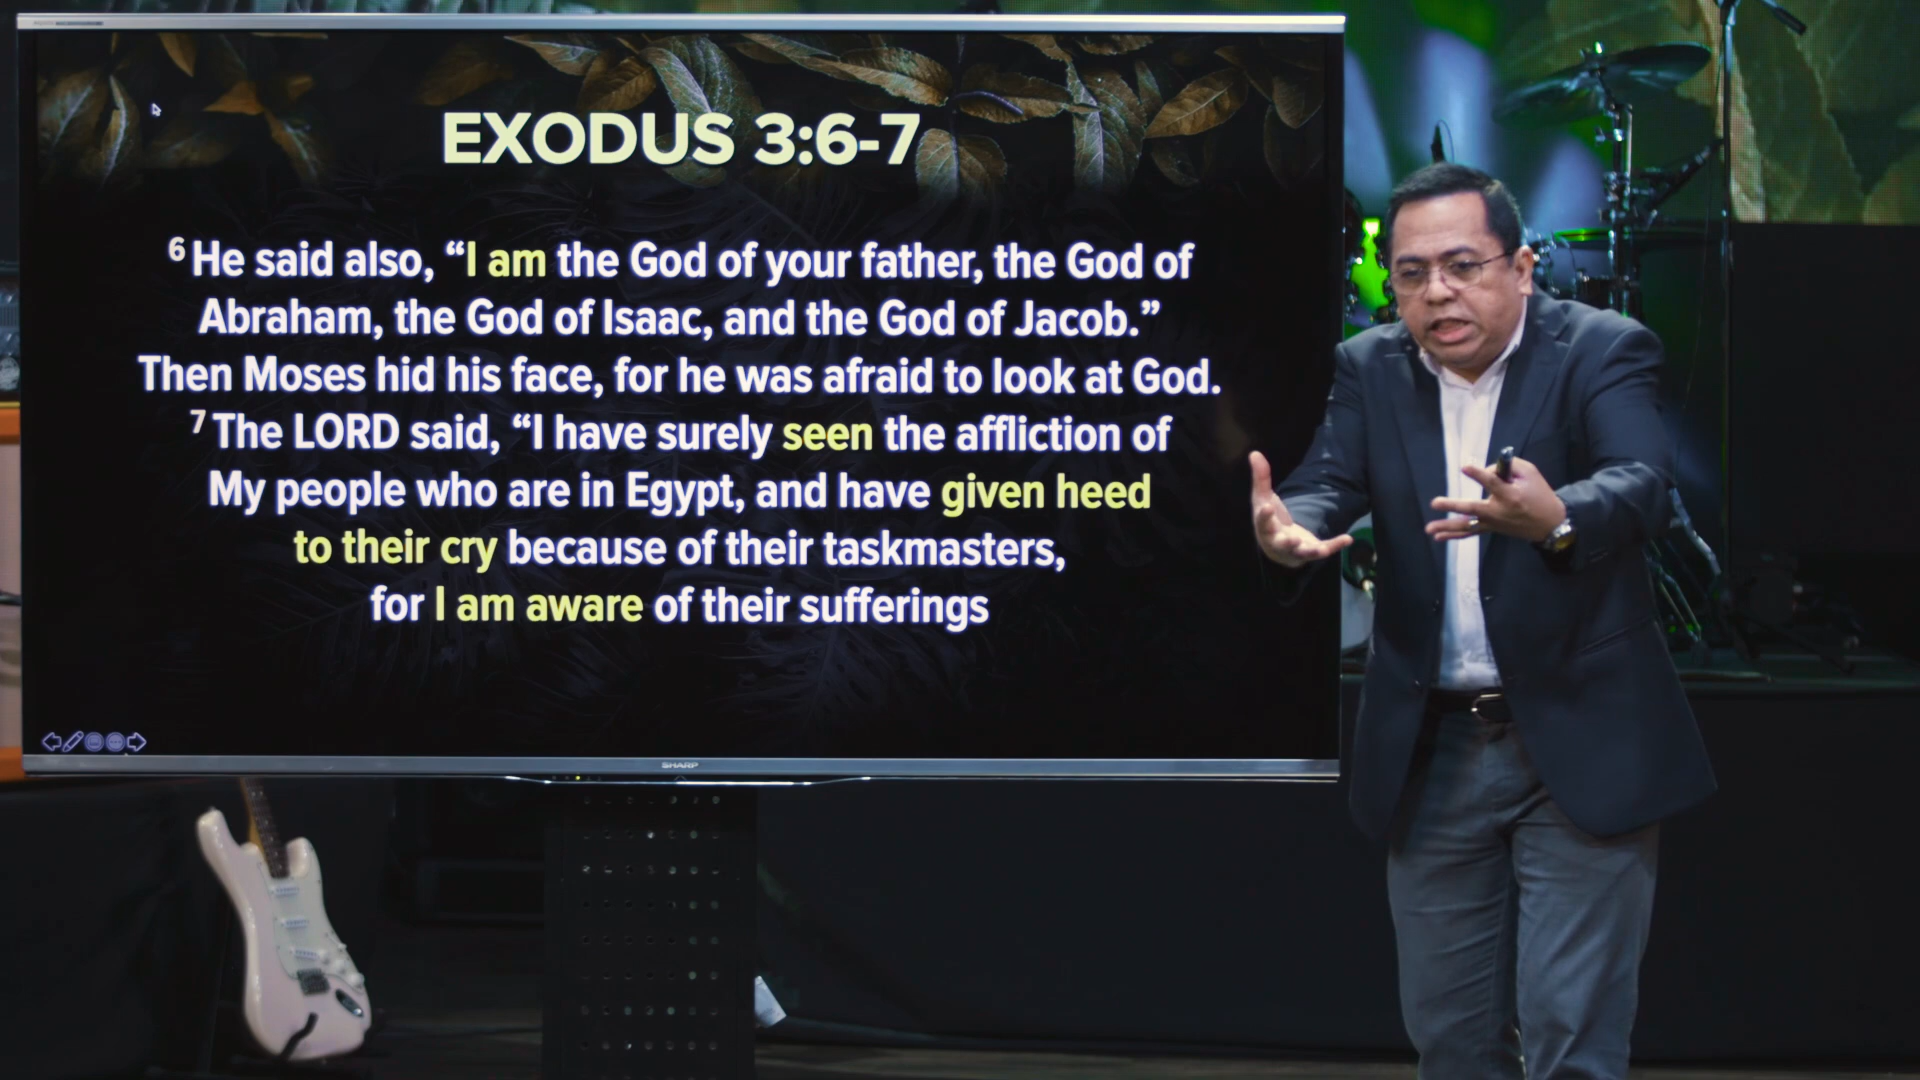 EXODUS 3:6-7
6 He said also, “I am the God of your father, the God of
Abraham, the God of Isaac, and the God of Jacob.”
Then Moses hid his face, for he was afraid to look at God.
7 The LORD said, “I have surely seen the affliction of
My people who are in Egypt, and have given heed
to their cry because of their taskmasters,
for I am aware of their sufferings
SHARP